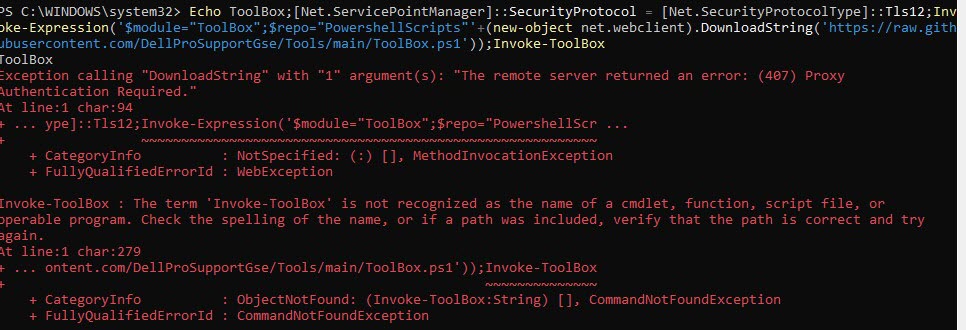 PS C:\WINDOWS\system32> Echo ToolBox;[Net.ServicePointManager]::SecurityProtocol = [Net.SecurityProtocolType]::Tls12;Inv
oke-Expression('$module="ToolBox";$repo="PowershellScripts"'+(new-object net.webclient).DownloadString('https://raw.gith
ubusercontent.com/DellProSupportGse/Tools/main/ToolBox.ps1'));Invoke-ToolBox
ToolBox
Exception calling "DownloadString" with "1" argument(s): "The remote server returned an error: (407) Proxy
Authentication Required."
At line:1 char:94
+ ... ype]::Tls12;Invoke-Expression('$module="ToolBox";$repo="PowershellScr ...
+                 ~~~~~~~~~~~~~~~~~~~~~~~~~~~~~~~~~~~~~~~~~~~~~~~~~~~~~~~~~
    + CategoryInfo          : NotSpecified: (:) [], MethodInvocationException
    + FullyQualifiedErrorId : WebException
Invoke-ToolBox : The term 'Invoke-ToolBox' is not recognized as the name of a cmdlet, function, script file, or
operable program. Check the spelling of the name, or if a path was included, verify that the path is correct and try
again.
At line:1 char:279
+ ... ontent.com/DellProSupportGse/Tools/main/ToolBox.ps1'));Invoke-ToolBox
+                                                            ~~~~~~~~~~~~~~
    + CategoryInfo          : ObjectNotFound: (Invoke-ToolBox:String) [], CommandNotFoundException
    + FullyQualifiedErrorId : CommandNotFoundException